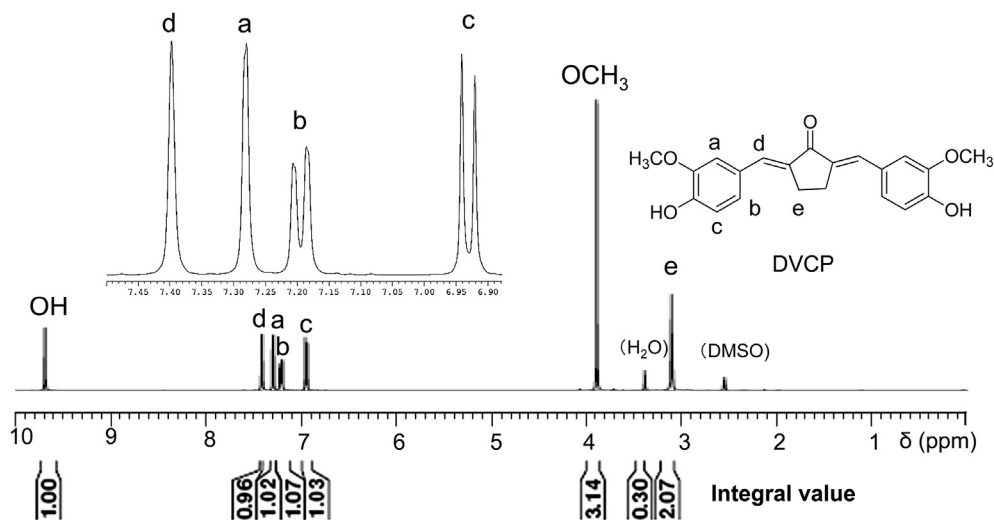 d a b c
7.45 7.40 7.35 7.30 7.25 7.20 7.15 7.10 7.05 7.00 6.95 6.90
OCH₃
O
H₃CO a d OCH₃
HO b e OH
c
DVCP
OH
d a b c
e
(H₂O) (DMSO)
10 9 8 7 6 5 4 3 2 1 δ (ppm)
1.00 0.96 1.02 1.07 1.03 3.14 0.30 2.07 Integral value